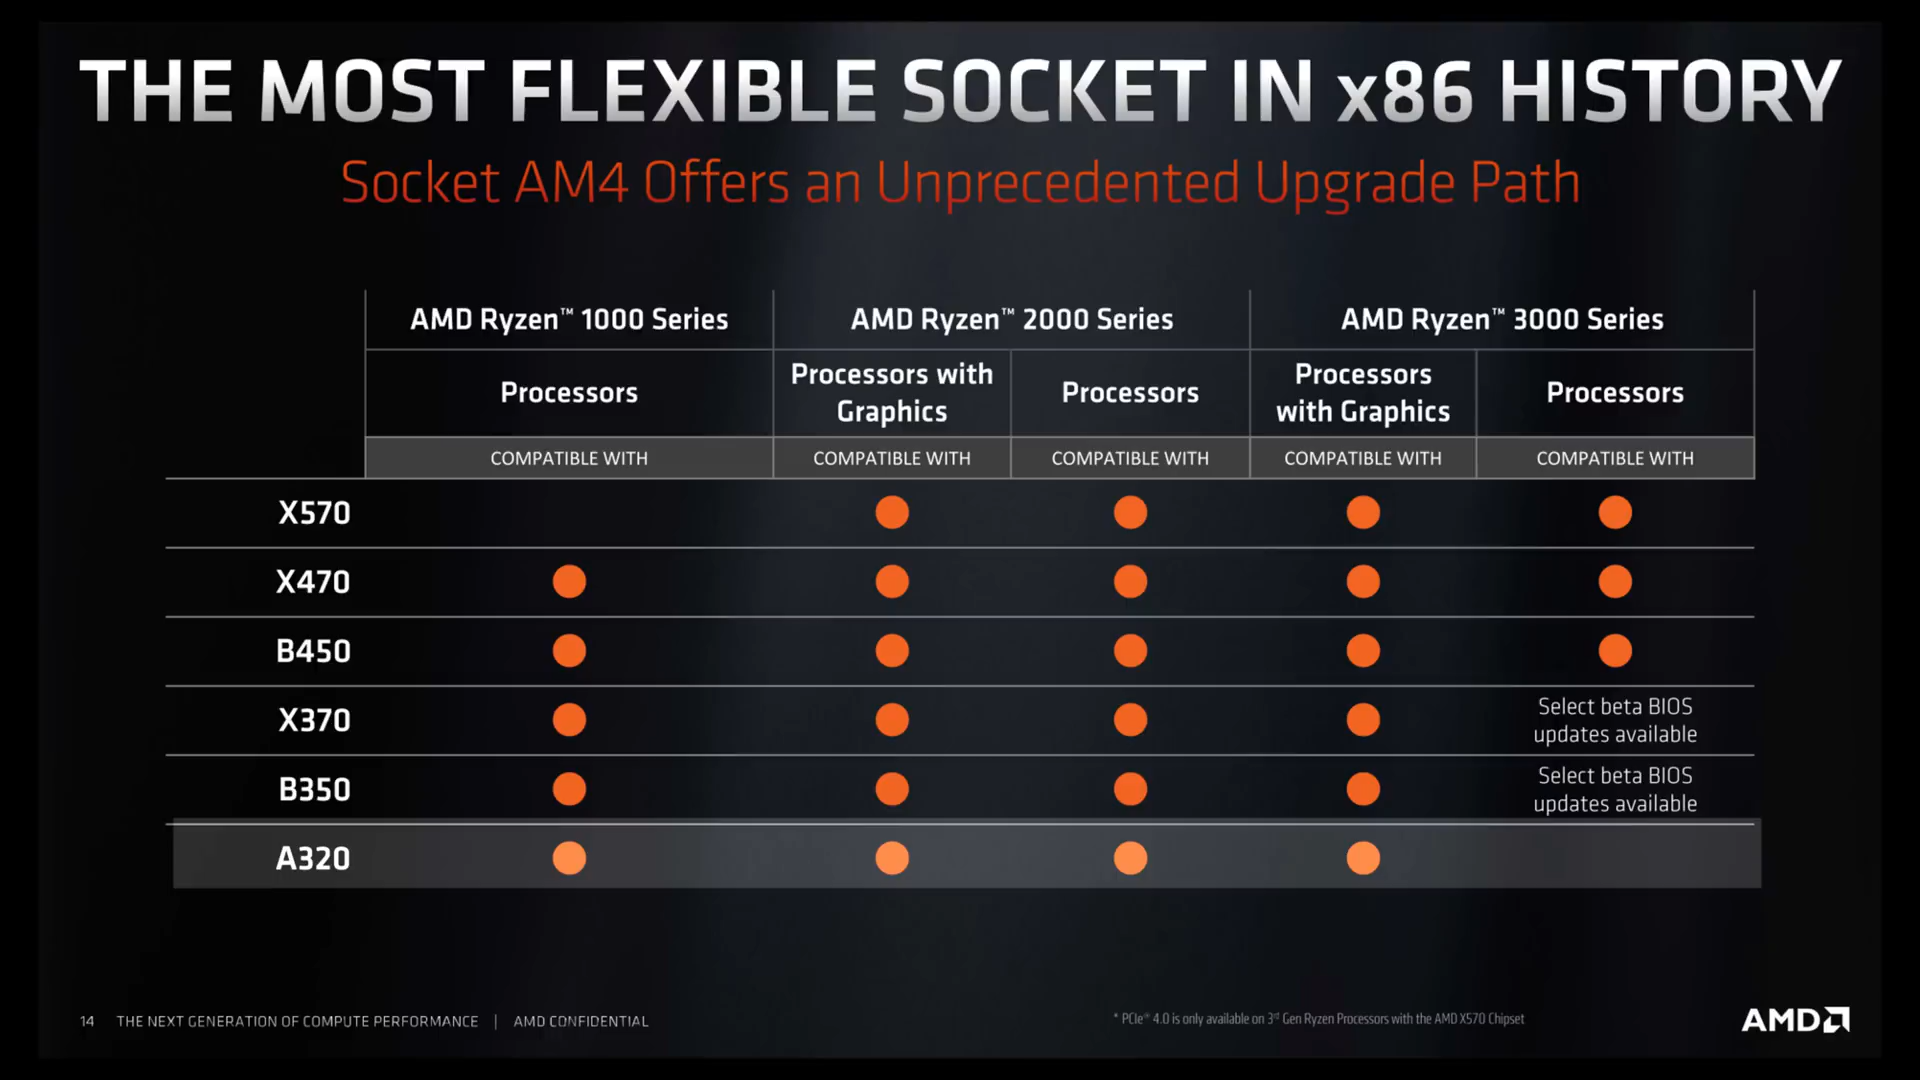 THE MOST FLEXIBLE SOCKET IN x86 HISTORY
Socket AM4 Offers an Unprecedented Upgrade Path
AMD Ryzen™ 1000 Series
AMD Ryzen™ 2000 Series
AMD Ryzen™ 3000 Series
Processors
Processors with
Graphics
Processors
Processors
with Graphics
Processors
COMPATIBLE WITH
COMPATIBLE WITH
COMPATIBLE WITH
COMPATIBLE WITH
COMPATIBLE WITH
X570
X470
B450
X370
Select beta BIOS
updates available
B350
Select beta BIOS
updates available
A320
14 THE NEXT GENERATION OF COMPUTE PERFORMANCE | AMD CONFIDENTIAL
* PCIe® 4.0 is only available on 3rd Gen Ryzen Processors with the AMD X570 Chipset
AMD